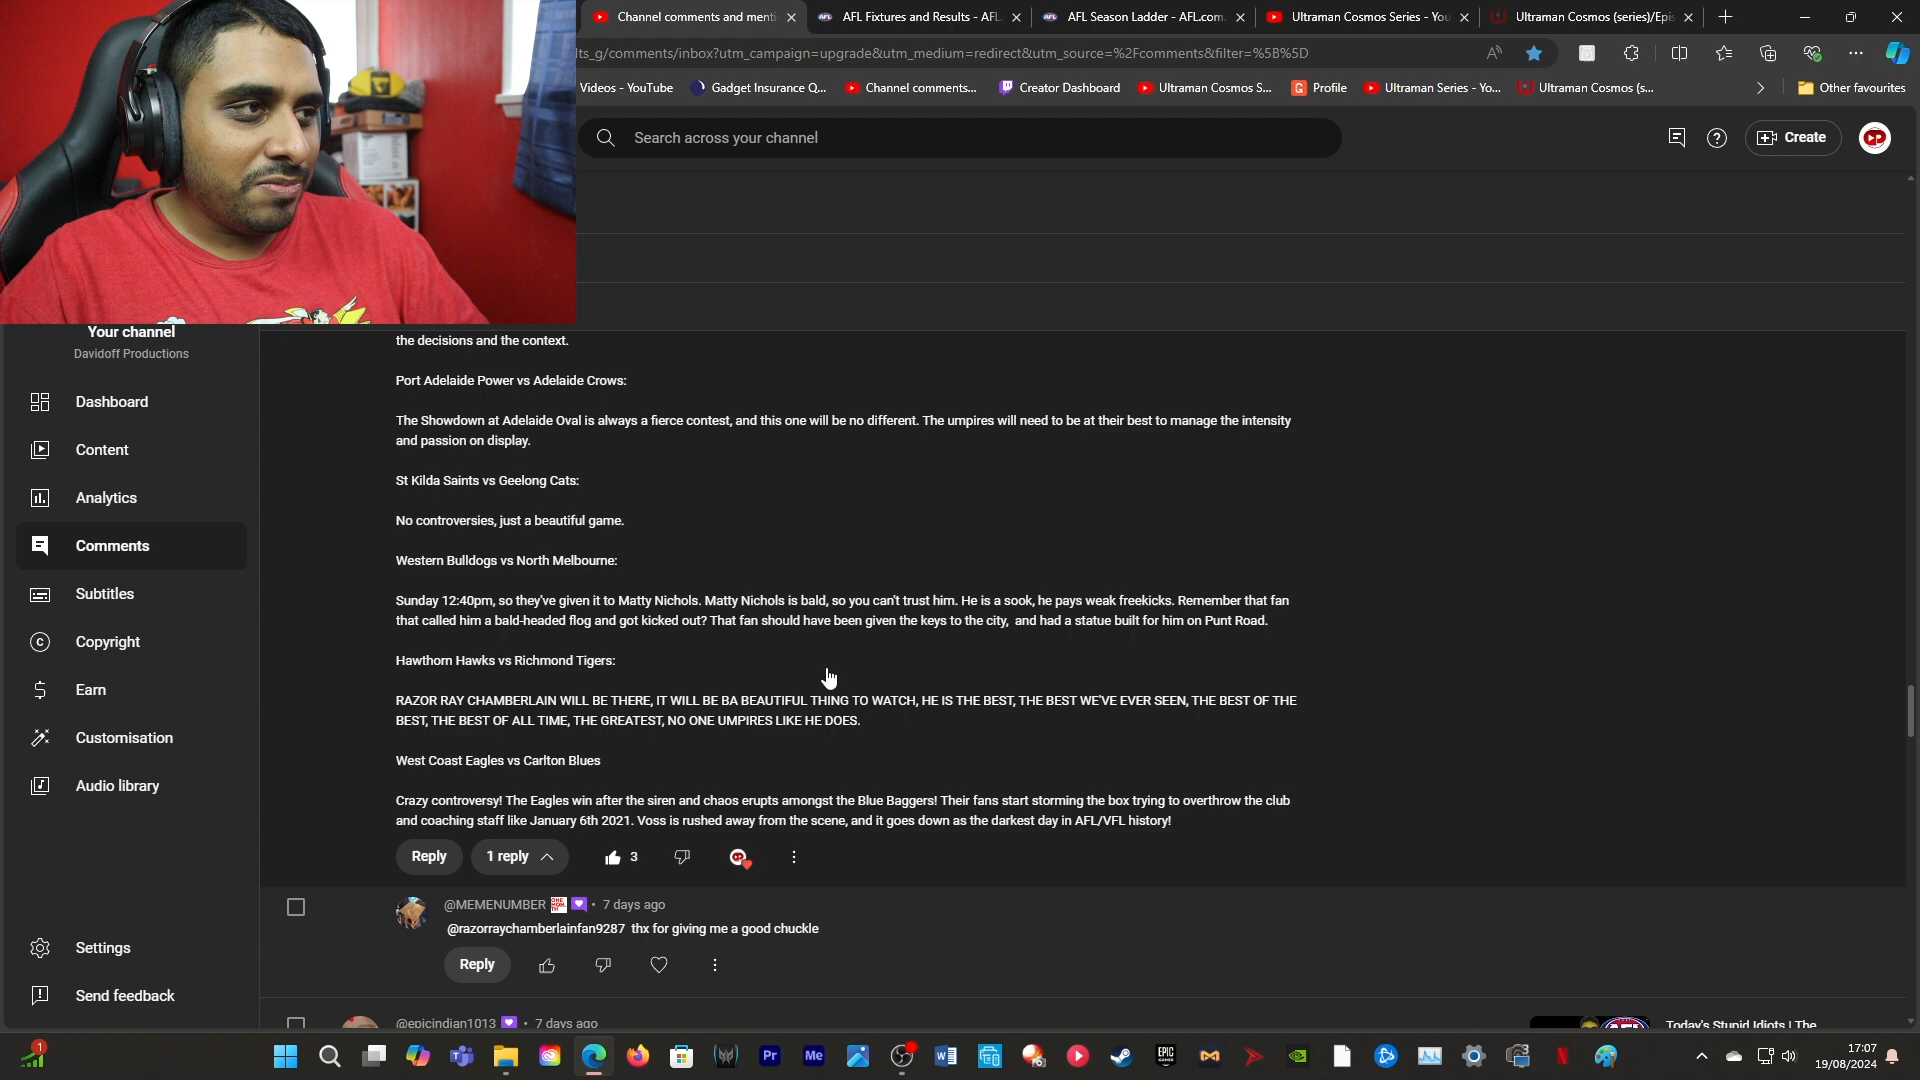 Channel comments and menti
AFL Fixtures and Results - AFL.
AFL Season Ladder - AFL.com.
Ultraman Cosmos Series - You
Ultraman Cosmos (series)/Epis
lts_g/comments/inbox?utm_campaign=upgrade&utm_medium=redirect&utm_source=%2Fcomments&filter=%5B%5D
Videos - YouTube
Gadget Insurance Q...
Channel comments...
Creator Dashboard
Ultraman Cosmos S...
Profile
Ultraman Series - Yo...
Ultraman Cosmos (s...
Other favourites
Search across your channel
Create
Your channel
Davidoff Productions
Dashboard
Content
Analytics
Comments
Subtitles
Copyright
Earn
Customisation
Audio library
Settings
Send feedback
the decisions and the context.
Port Adelaide Power vs Adelaide Crows:
The Showdown at Adelaide Oval is always a fierce contest, and this one will be no different. The umpires will need to be at their best to manage the intensity
and passion on display.
St Kilda Saints vs Geelong Cats:
No controversies, just a beautiful game.
Western Bulldogs vs North Melbourne:
Sunday 12:40pm, so they've given it to Matty Nichols. Matty Nichols is bald, so you can't trust him. He is a sook, he pays weak freekicks. Remember that fan
that called him a bald-headed flog and got kicked out? That fan should have been given the keys to the city, and had a statue built for him on Punt Road.
Hawthorn Hawks vs Richmond Tigers:
RAZOR RAY CHAMBERLAIN WILL BE THERE, IT WILL BE BA BEAUTIFUL THING TO WATCH, HE IS THE BEST, THE BEST WE'VE EVER SEEN, THE BEST OF THE
BEST, THE BEST OF ALL TIME, THE GREATEST, NO ONE UMPIRES LIKE HE DOES.
West Coast Eagles vs Carlton Blues
Crazy controversy! The Eagles win after the siren and chaos erupts amongst the Blue Baggers! Their fans start storming the box trying to overthrow the club
and coaching staff like January 6th 2021. Voss is rushed away from the scene, and it goes down as the darkest day in AFL/VFL history!
Reply
1 reply
3
@MEMENUMBER • 7 days ago
@razorraychamberlainfan9287 thx for giving me a good chuckle
Reply
@epicindian1013 • 7 days ago
Today's Stupid Idiots | The
1
Pr
Me
EPIC GAMES
17:07
19/08/2024